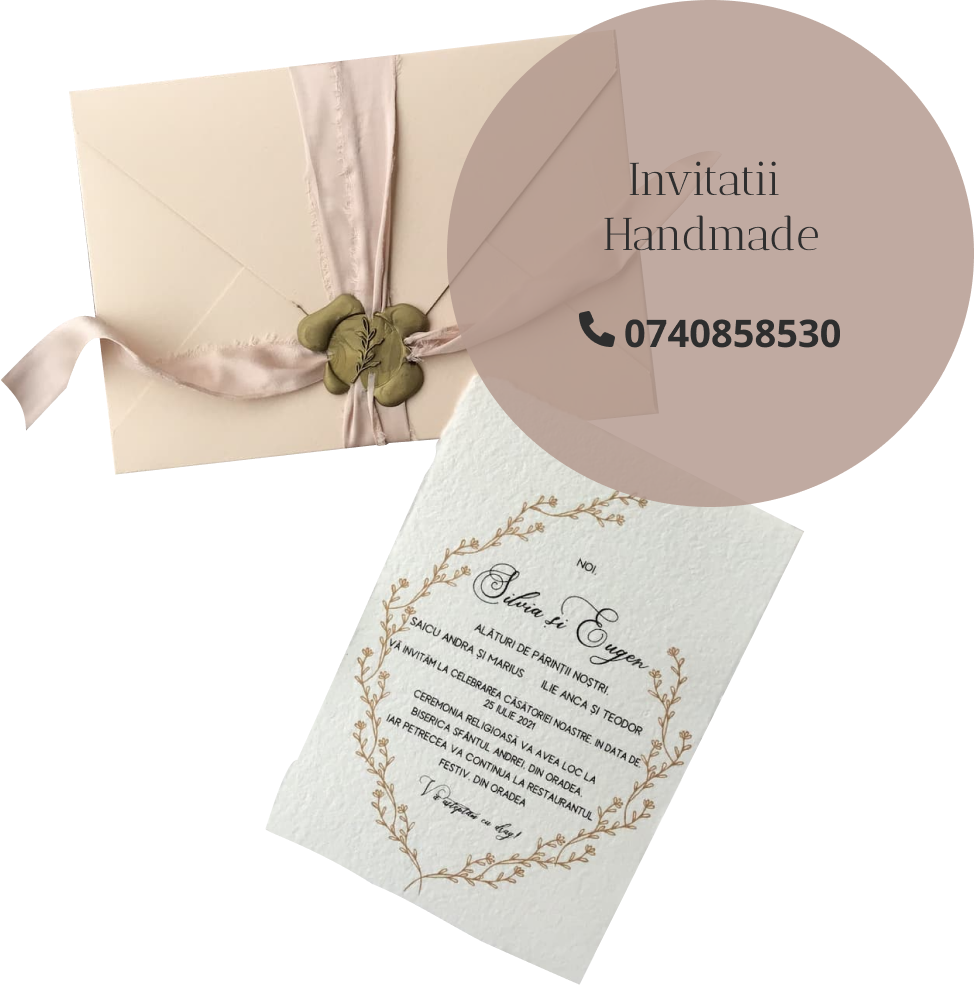 Invitatii
Handmade
0740858530
NOI,
Silvia și Eugen
ALĂTURI DE PĂRINȚII NOȘTRI,
SAICU ANDRA ȘI MARIUS ILIE ANCA ȘI TEODOR
VĂ INVITĂM LA CELEBRAREA CĂSĂTORIEI NOASTRE, IN DATA DE,
25 IULIE 2021
CEREMONIA RELIGIOASĂ VA AVEA LOC LA
BISERICA SFÂNTUL ANDREI, DIN ORADEA,
IAR PETRECEA VA CONTINUA LA RESTAURANTUL
FESTIV, DIN ORADEA
Vă așteptăm cu drag!